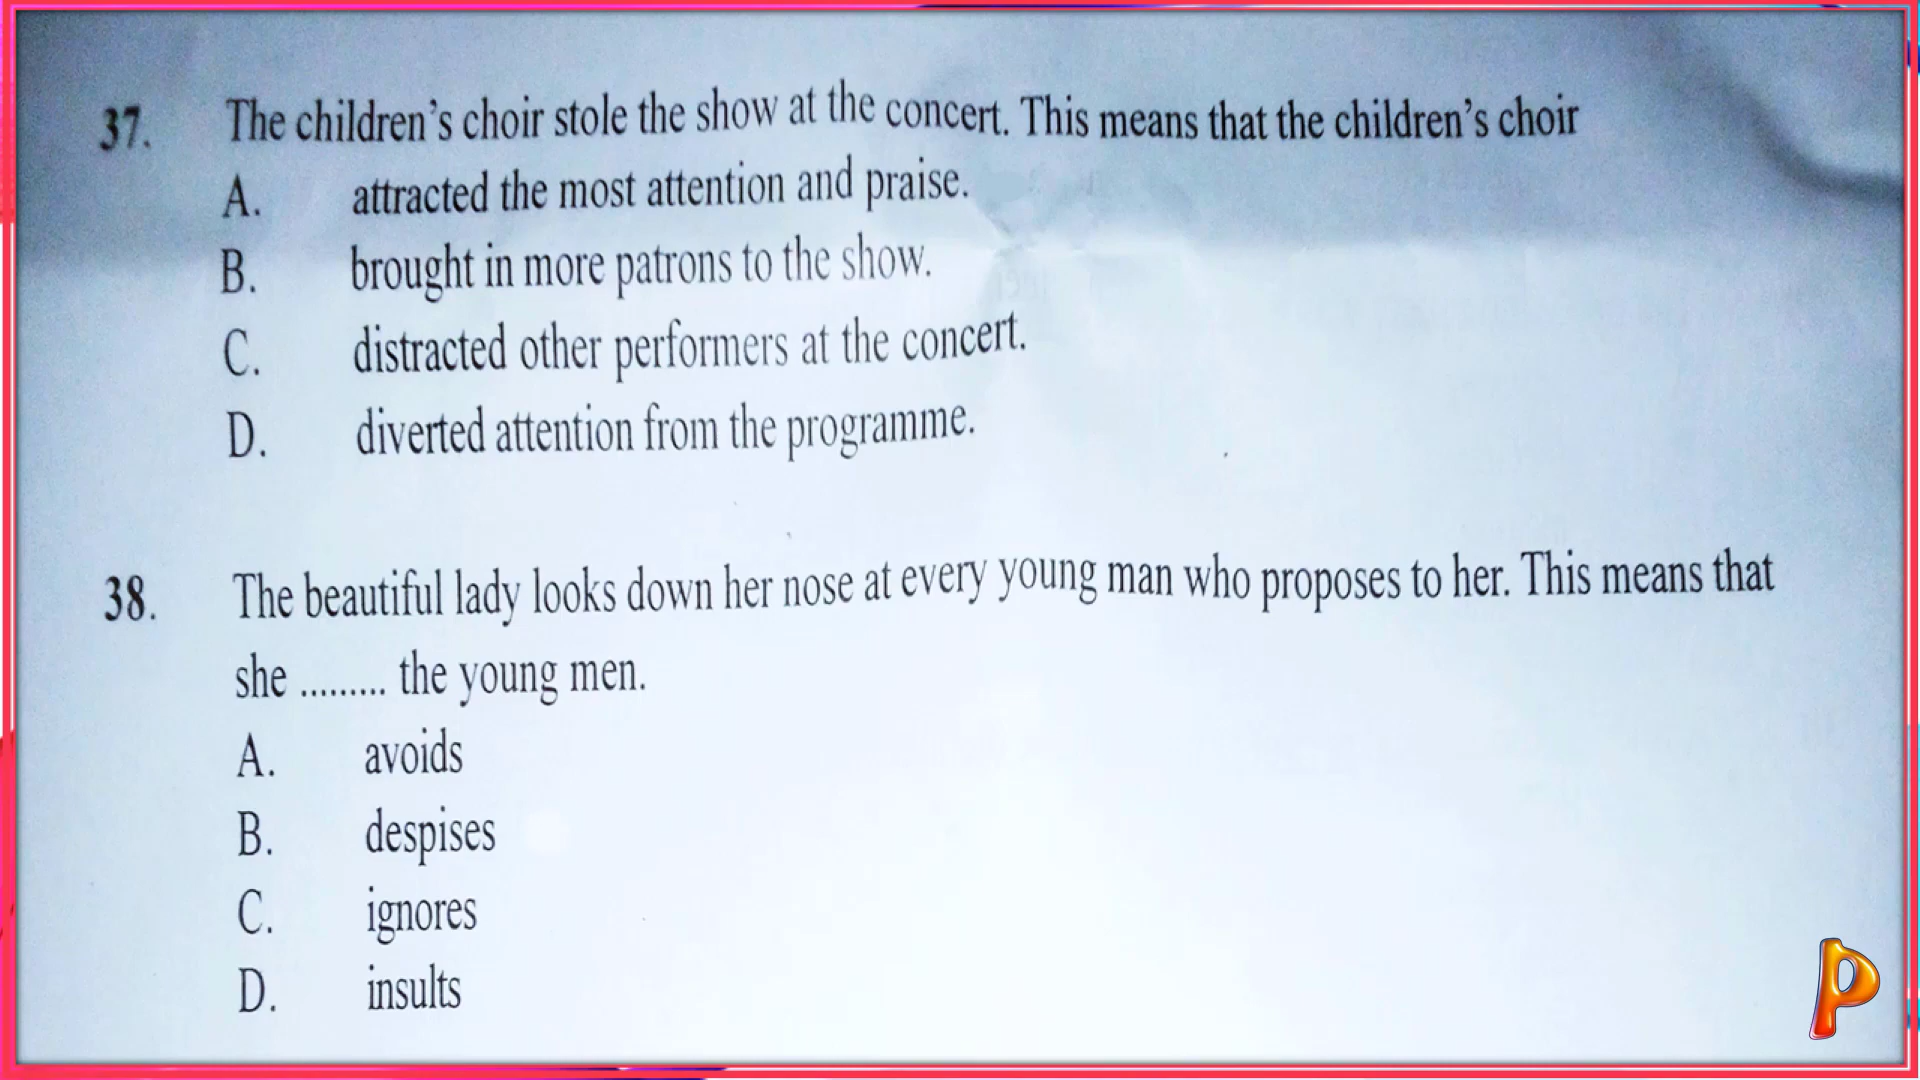 37. The children's choir stole the show at the concert. This means that the children's choir
A. attracted the most attention and praise.
B. brought in more patrons to the show.
C. distracted other performers at the concert.
D. diverted attention from the programme.
38. The beautiful lady looks down her nose at every young man who proposes to her. This means that
she ......... the young men.
A. avoids
B. despises
C. ignores
D. insults
P